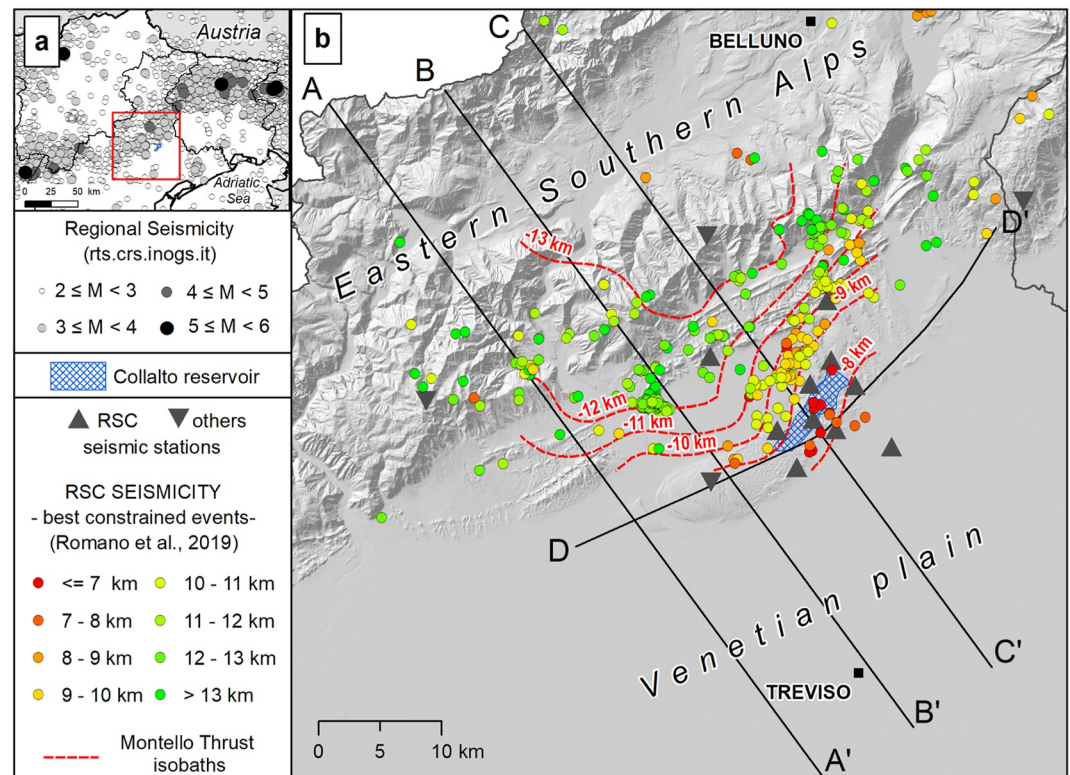 a
Austria
0 25 50 km
Adriatic
Sea
Regional Seismicity
(rts.crs.inogs.it)
2 ≤ M < 3
4 ≤ M < 5
3 ≤ M < 4
5 ≤ M < 6
Collalto reservoir
RSC
others
seismic stations
RSC SEISMICITY
- best constrained events-
(Romano et al., 2019)
<= 7 km
10 - 11 km
7 - 8 km
11 - 12 km
8 - 9 km
12 - 13 km
9 - 10 km
> 13 km
Montello Thrust
isobaths
b
C
BELLUNO
B
A
Eastern Southern Alps
D'
-13 km
-9 km
-8 km
-12 km
-11 km
-10 km
D
Venetian plain
C'
TREVISO
B'
A'
0 5 10 km